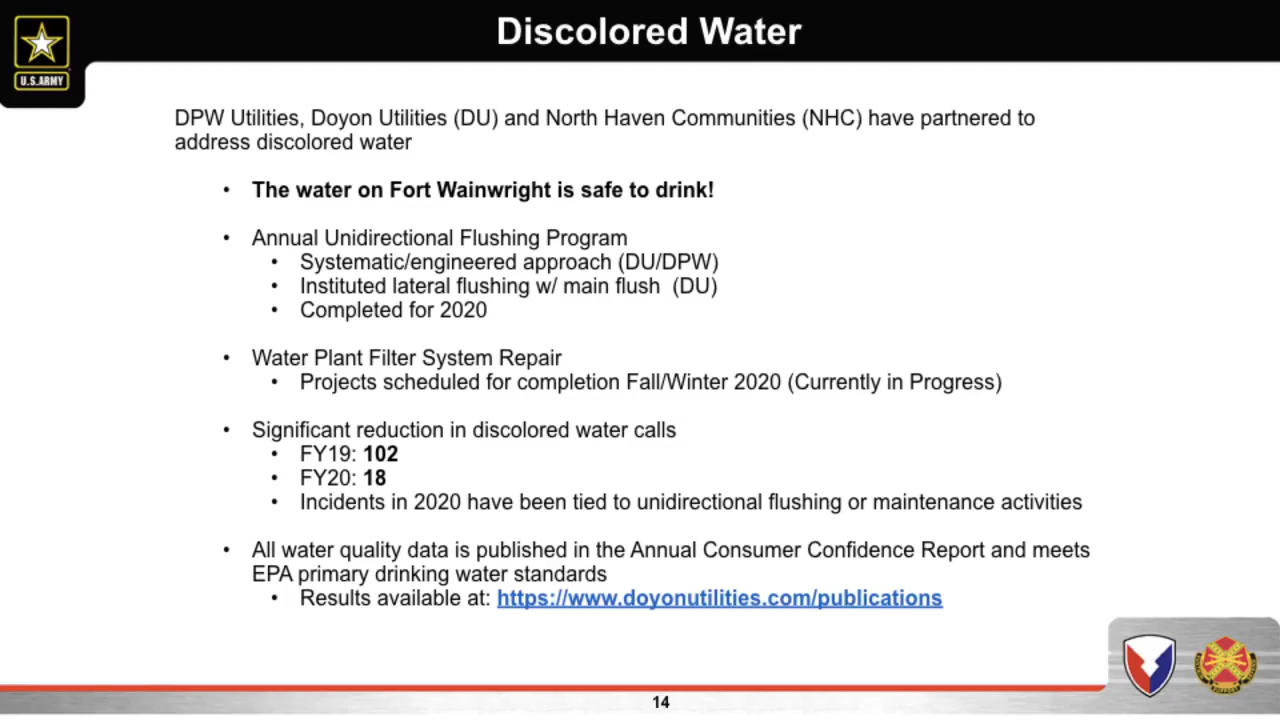 Discolored Water
U.S.ARMY
DPW Utilities, Doyon Utilities (DU) and North Haven Communities (NHC) have partnered to
address discolored water
• The water on Fort Wainwright is safe to drink!
• Annual Unidirectional Flushing Program
• Systematic/engineered approach (DU/DPW)
• Instituted lateral flushing w/ main flush (DU)
• Completed for 2020
• Water Plant Filter System Repair
• Projects scheduled for completion Fall/Winter 2020 (Currently in Progress)
• Significant reduction in discolored water calls
• FY19: 102
• FY20: 18
• Incidents in 2020 have been tied to unidirectional flushing or maintenance activities
• All water quality data is published in the Annual Consumer Confidence Report and meets
EPA primary drinking water standards
• Results available at: https://www.doyonutilities.com/publications
14